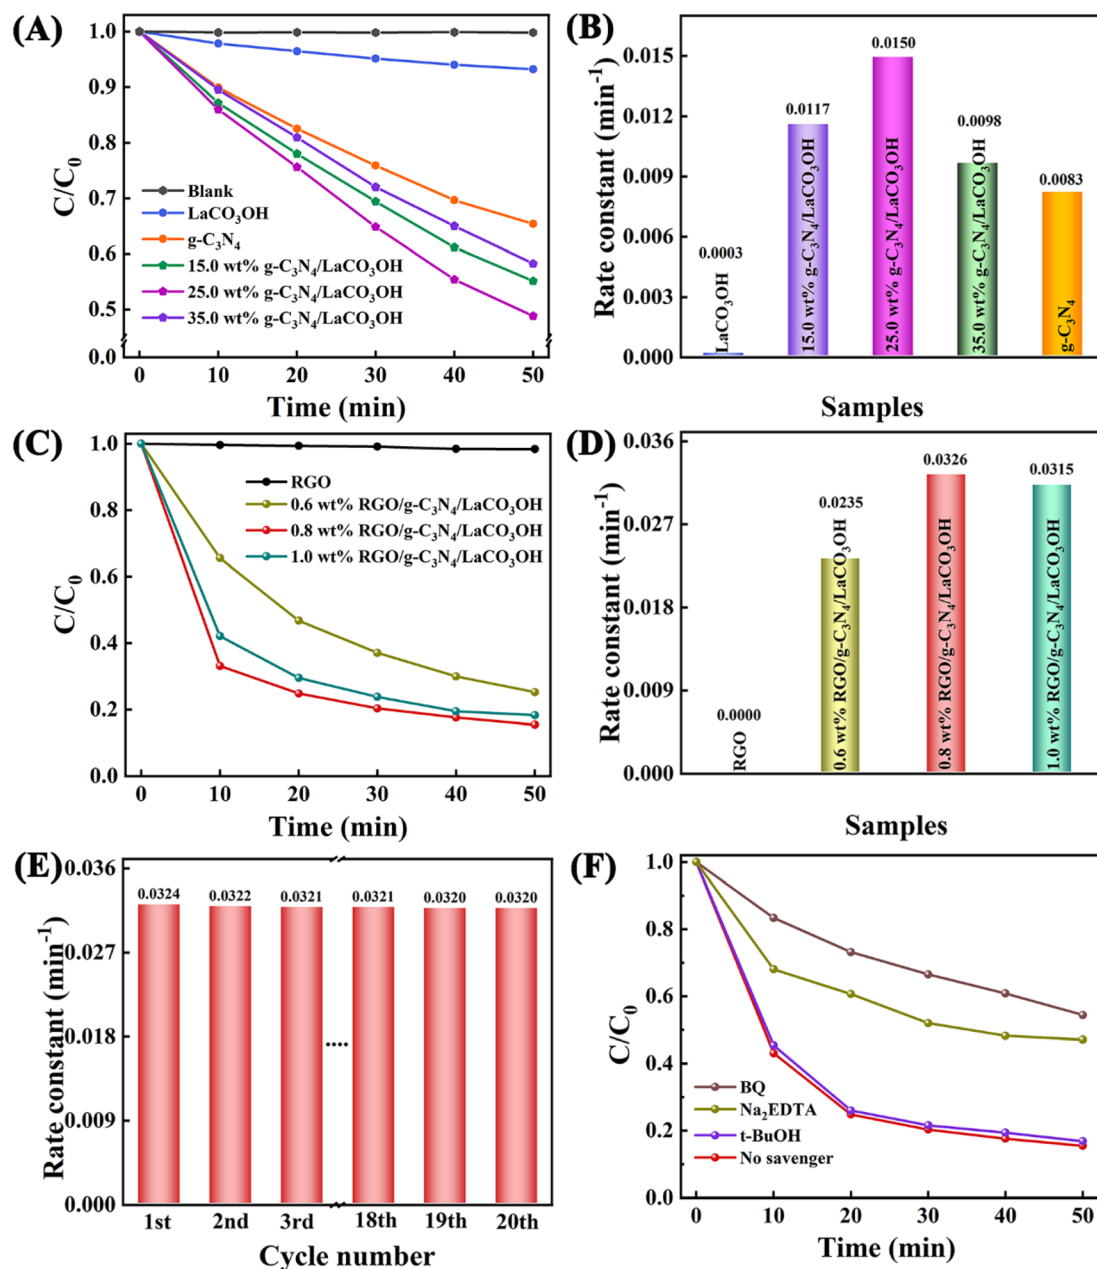 (A)
C/C₀
1.0
0.9
0.8
0.7
0.6
0.5
0.0
Blank
LaCO₃OH
g-C₃N₄
15.0 wt% g-C₃N₄/LaCO₃OH
25.0 wt% g-C₃N₄/LaCO₃OH
35.0 wt% g-C₃N₄/LaCO₃OH
0 10 20 30 40 50
Time (min)
(B)
Rate constant (min⁻¹)
0.015
0.012
0.009
0.006
0.003
0.000
0.0003
0.0117
0.0150
0.0098
0.0083
LaCO₃OH
15.0 wt% g-C₃N₄/LaCO₃OH
25.0 wt% g-C₃N₄/LaCO₃OH
35.0 wt% g-C₃N₄/LaCO₃OH
g-C₃N₄
Samples
(C)
C/C₀
1.0
0.8
0.6
0.4
0.2
0.0
RGO
0.6 wt% RGO/g-C₃N₄/LaCO₃OH
0.8 wt% RGO/g-C₃N₄/LaCO₃OH
1.0 wt% RGO/g-C₃N₄/LaCO₃OH
0 10 20 30 40 50
Time (min)
(D)
Rate constant (min⁻¹)
0.036
0.027
0.018
0.009
0.000
0.0000
0.0235
0.0326
0.0315
RGO
0.6 wt% RGO/g-C₃N₄/LaCO₃OH
0.8 wt% RGO/g-C₃N₄/LaCO₃OH
1.0 wt% RGO/g-C₃N₄/LaCO₃OH
Samples
(E)
Rate constant (min⁻¹)
0.036
0.027
0.018
0.009
0.000
0.0324 0.0322 0.0321 0.0321 0.0320 0.0320
....
1st 2nd 3rd 18th 19th 20th
Cycle number
(F)
C/C₀
1.0
0.8
0.6
0.4
0.2
0.0
BQ
Na₂EDTA
t-BuOH
No savenger
0 10 20 30 40 50
Time (min)